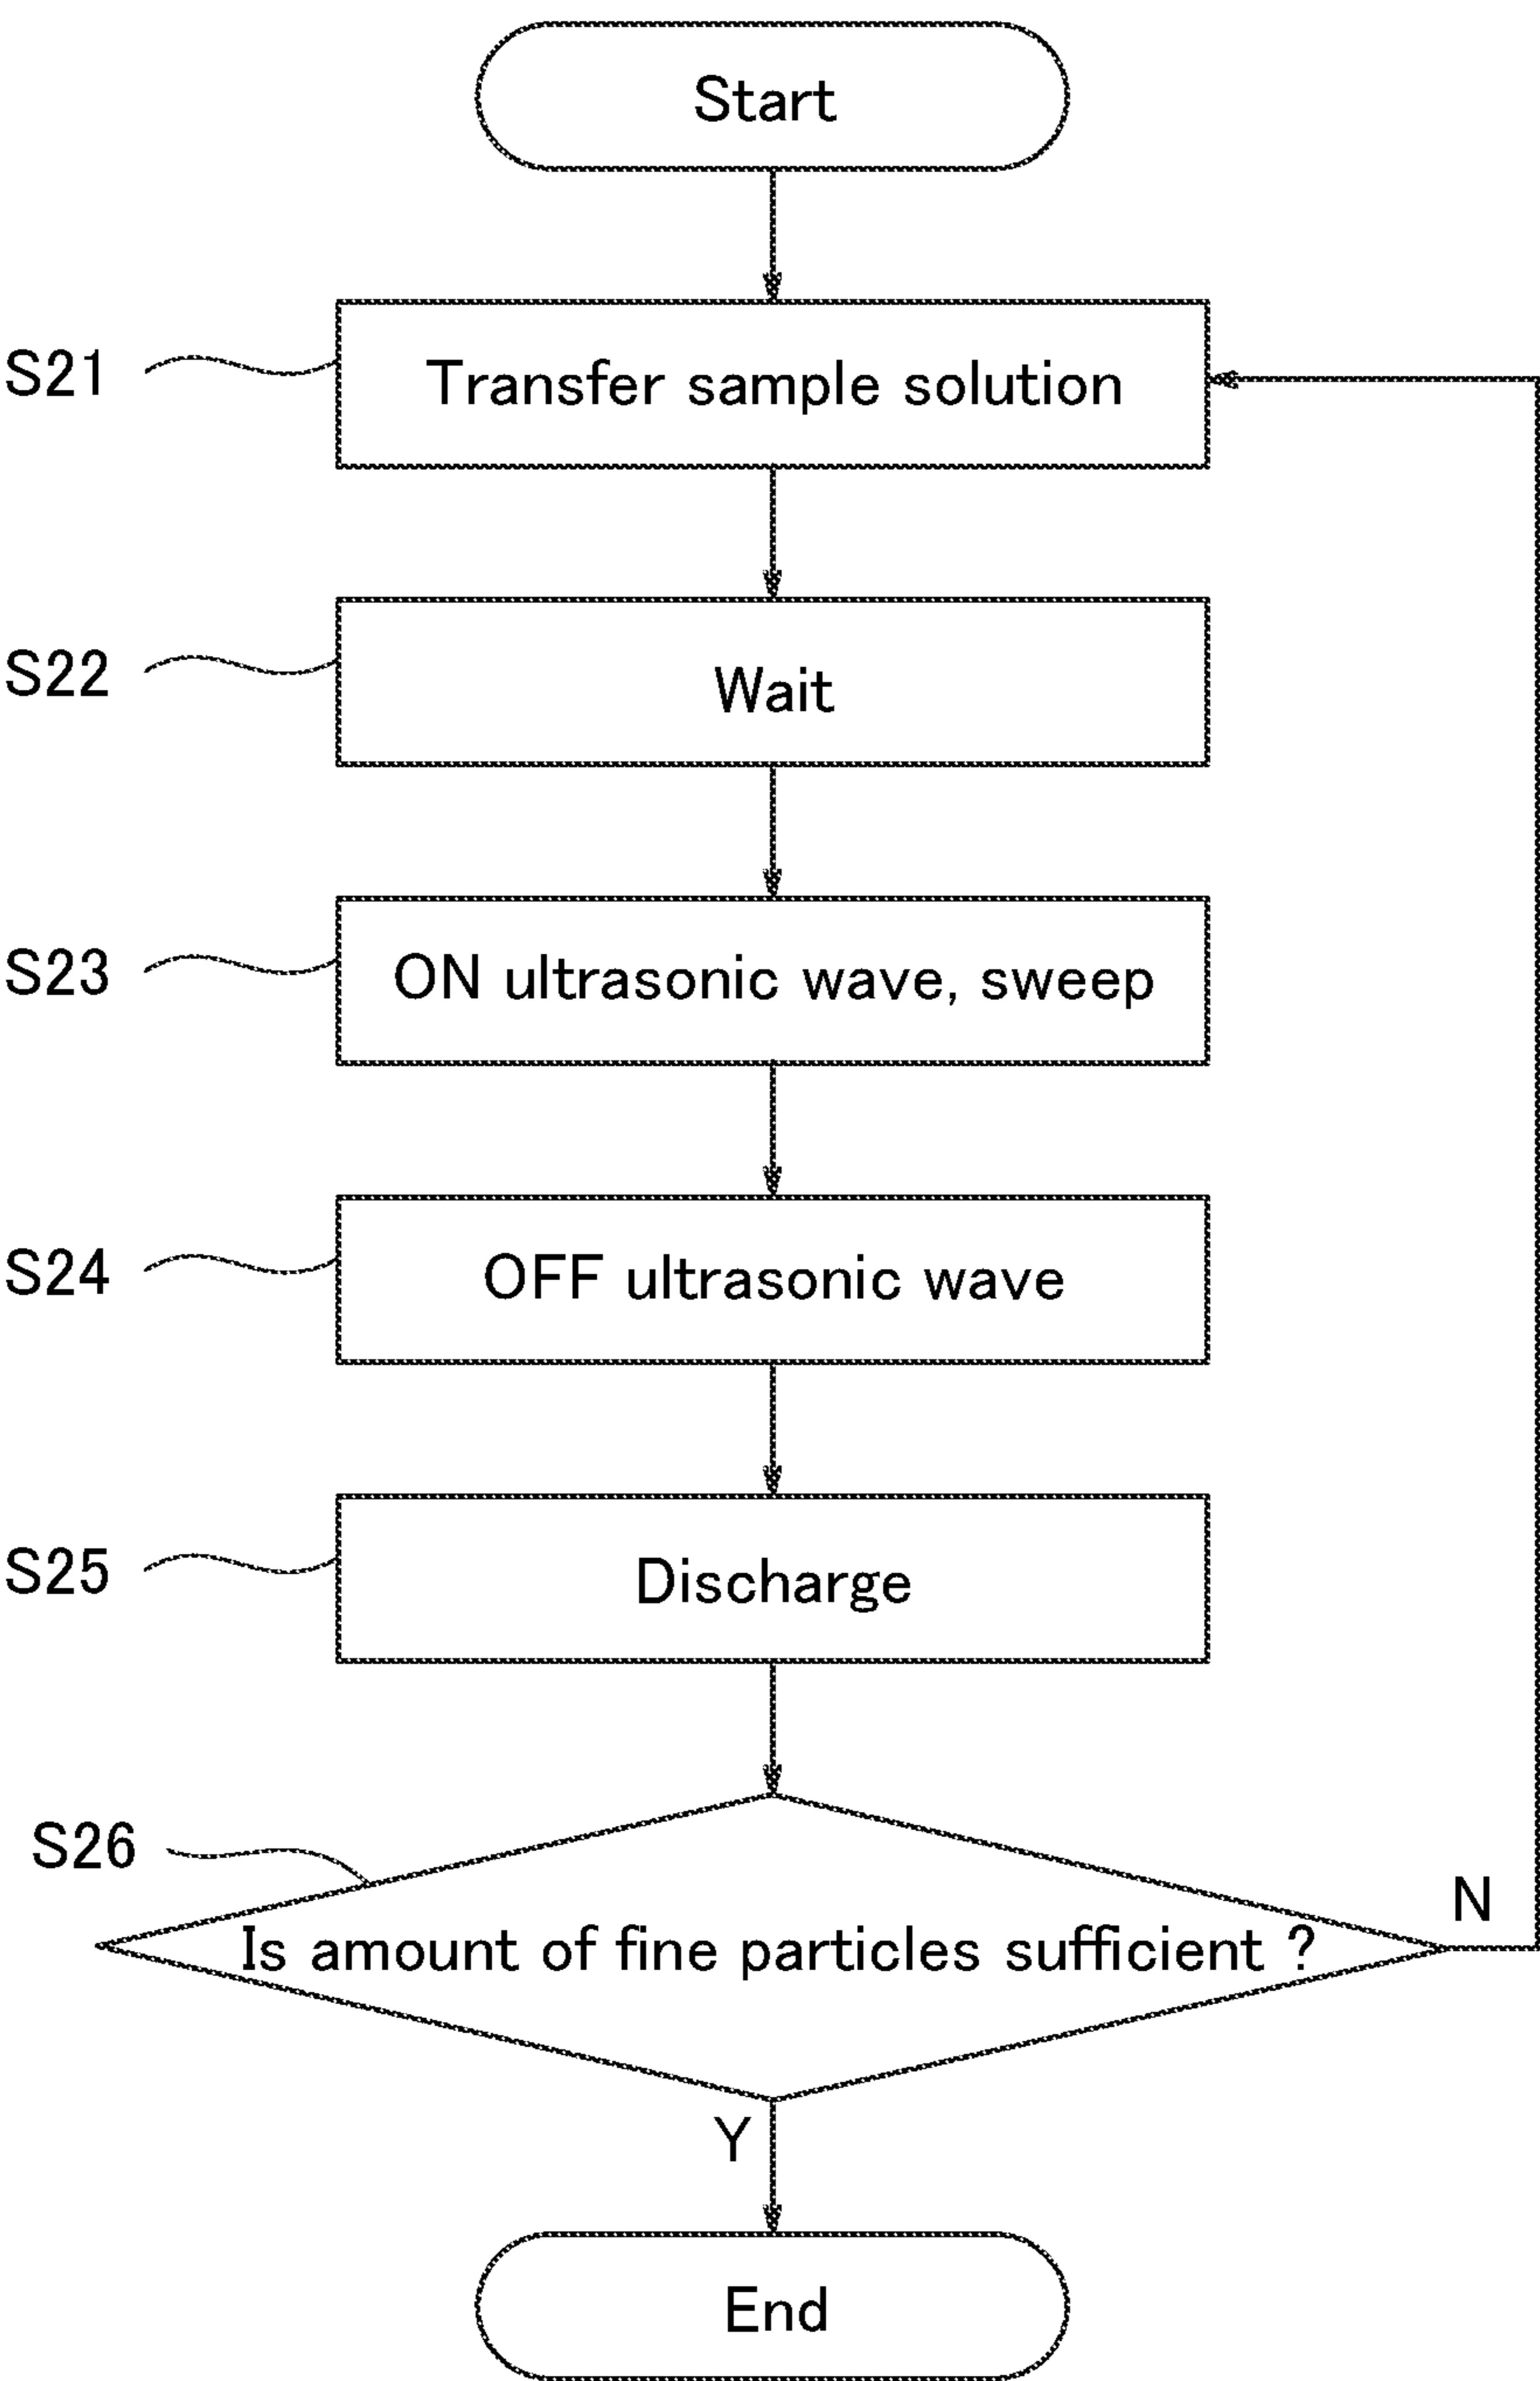 Start
S21
Transfer sample solution
S22
Wait
S23
ON ultrasonic wave, sweep
S24
OFF ultrasonic wave
S25
Discharge
S26
Is amount of fine particles sufficient ?
N
Y
End